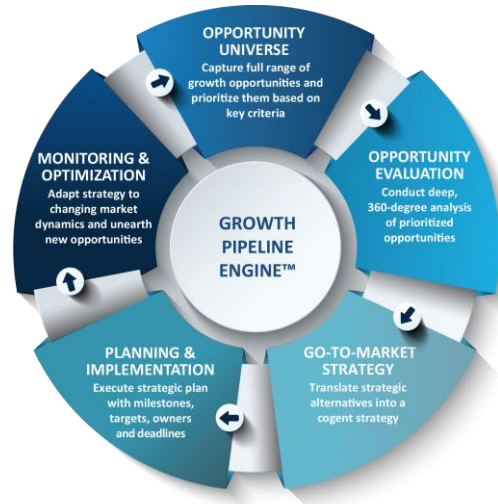 OPPORTUNITY
UNIVERSE
Capture full range of
growth opportunities and
prioritize them based on
key criteria
OPPORTUNITY
EVALUATION
Conduct deep,
360-degree analysis
of prioritized
opportunities
GO-TO-MARKET
STRATEGY
Translate strategic
alternatives into a
cogent strategy
PLANNING &
IMPLEMENTATION
Execute strategic plan
with milestones,
targets, owners
and deadlines
MONITORING &
OPTIMIZATION
Adapt strategy to
changing market
dynamics and unearth
new opportunities
GROWTH
PIPELINE
ENGINE™